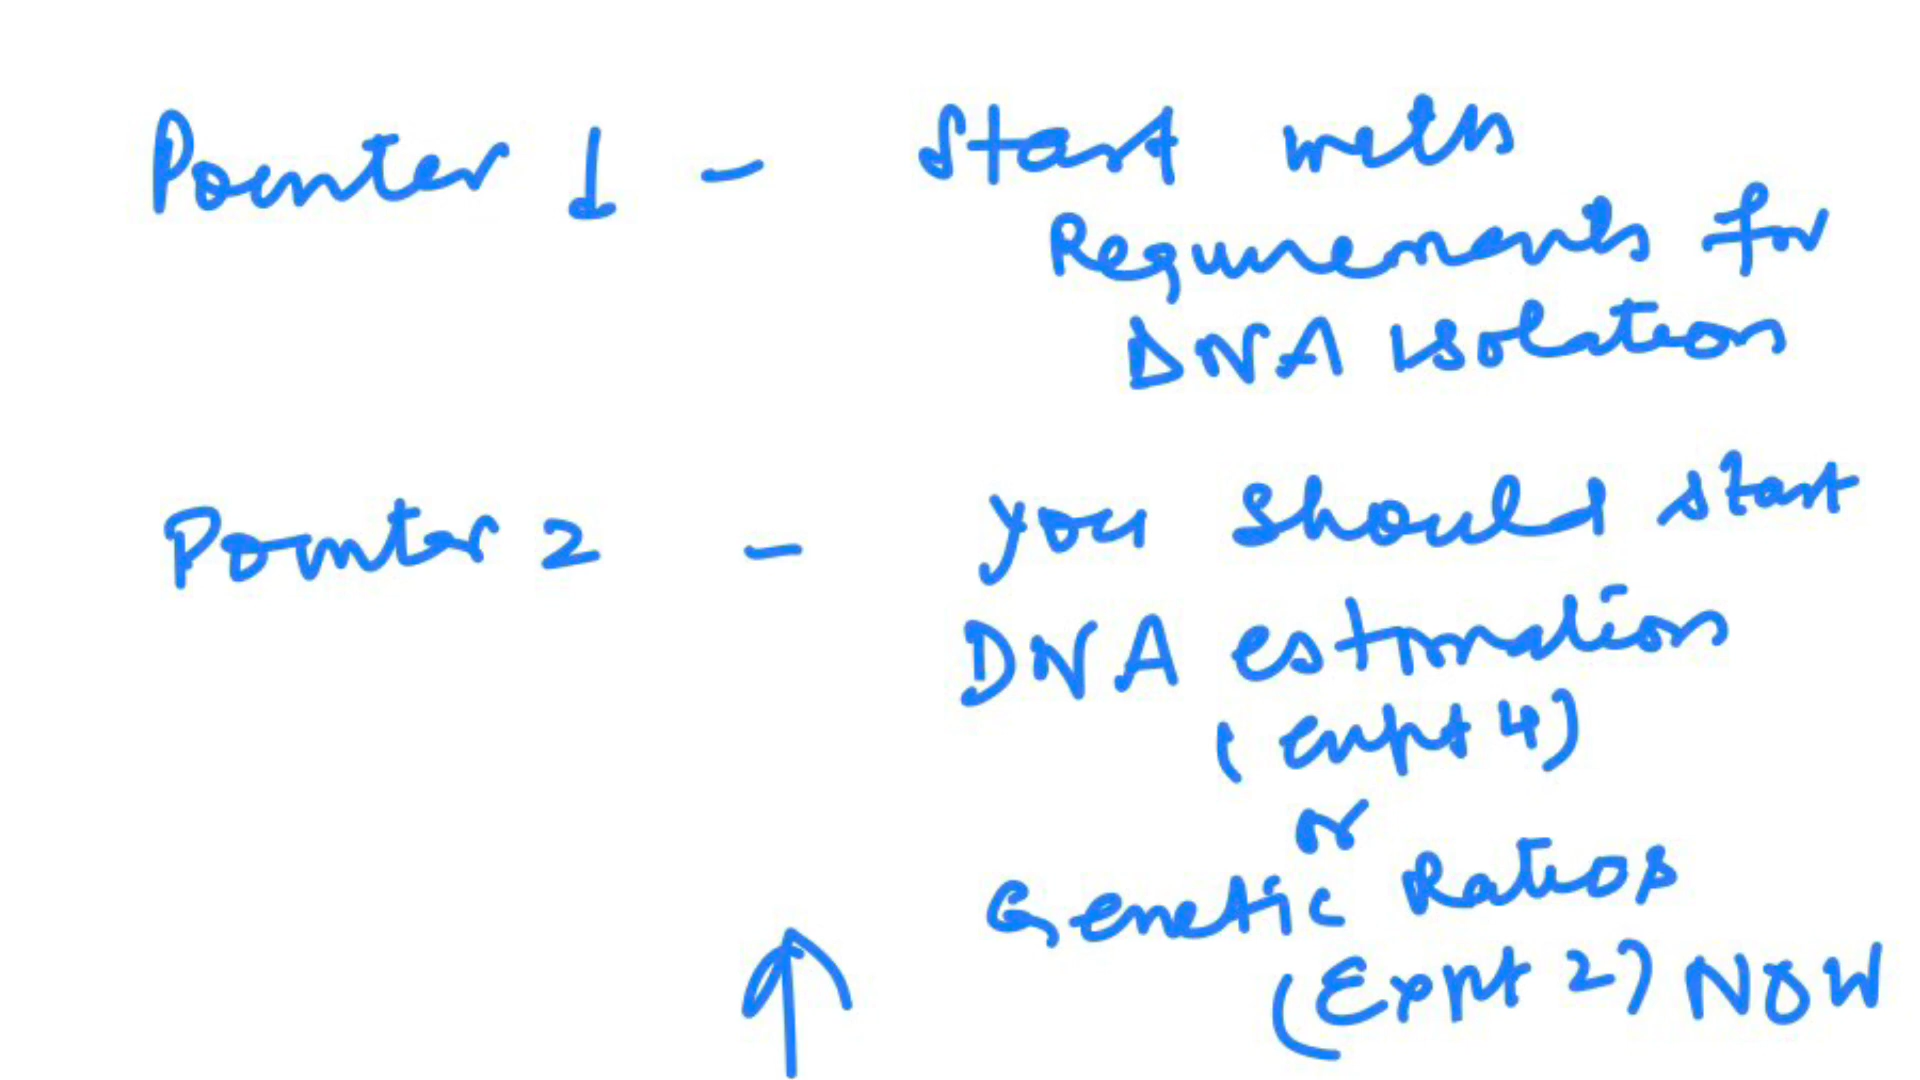 Pointer 1 - Start with
Requirements for
DNA isolation
Pointer 2 - you should start
DNA estimation
(expt 4)
or
Genetic Ratios
(Expt 2) NOW